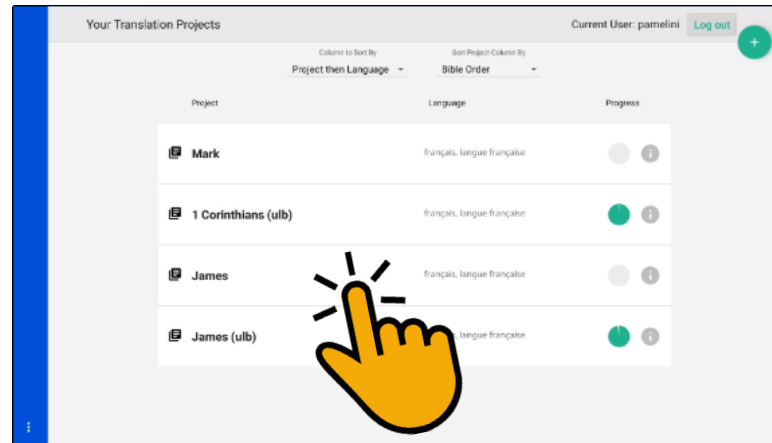 Your Translation Projects
Current User: pamelini
Log out
+
Column to Sort By
Sort Project Column By
Project then Language
Bible Order
Project
Language
Progress
Mark
français, langue française
1 Corinthians (ulb)
français, langue française
James
français, langue française
James (ulb)
langue française